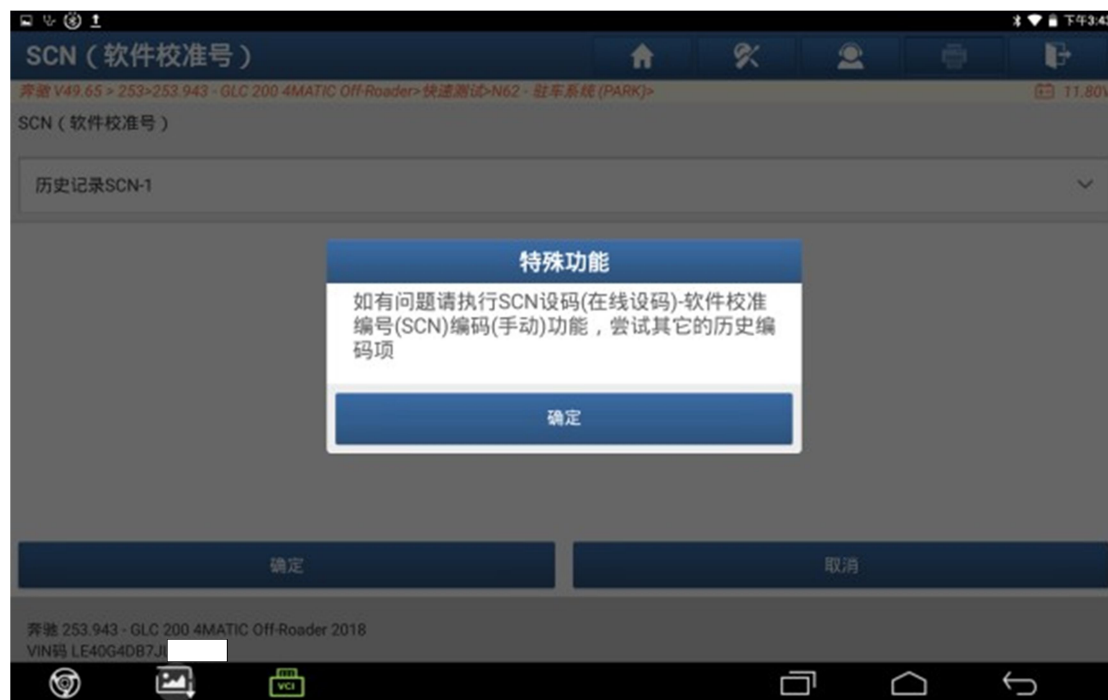 下午3:43
SCN（软件校准号）
奔驰 V49.65 > 253>253.943 - GLC 200 4MATIC Off-Roader>快速测试>N62 - 驻车系统 (PARK)>
11.80V
SCN（软件校准号）
历史记录SCN-1
特殊功能
如有问题请执行SCN设码(在线设码)-软件校准
编号(SCN)编码(手动)功能，尝试其它的历史编
码项
确定
确定
取消
奔驰 253.943 - GLC 200 4MATIC Off-Roader 2018
VIN码 LE40G4DB7JL
VCI